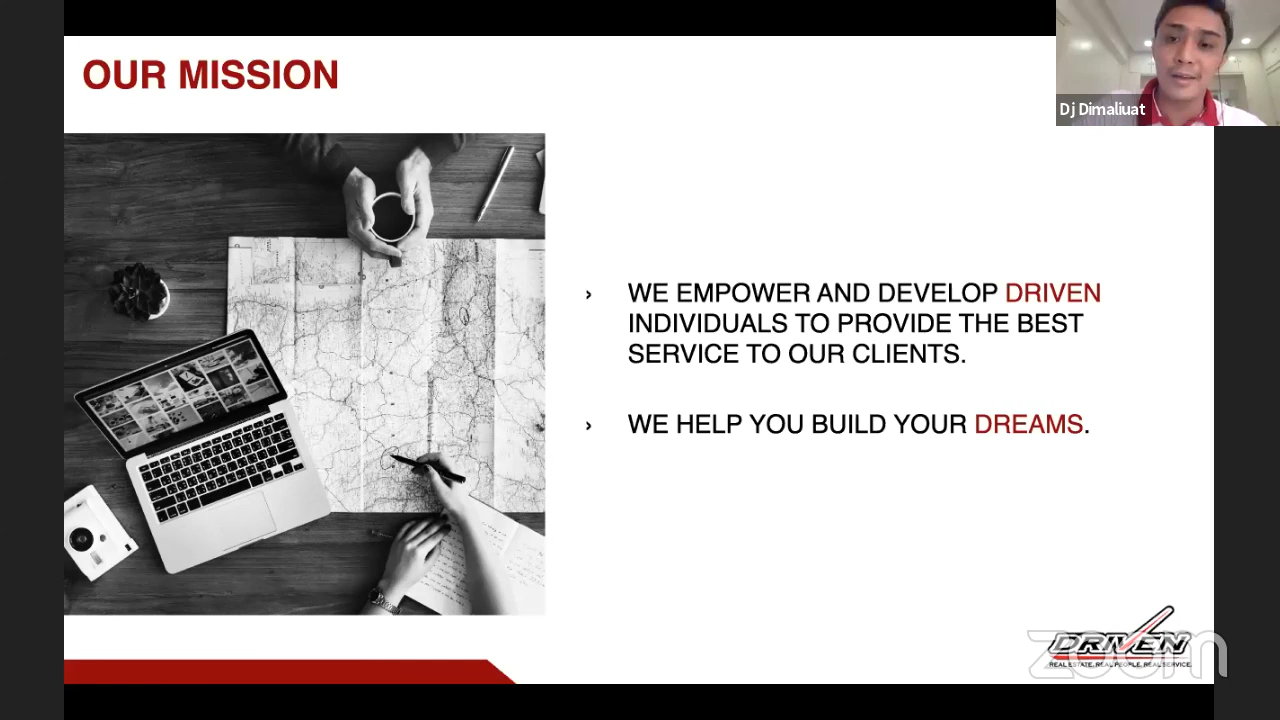 OUR MISSION
Dj Dimaliuat
› WE EMPOWER AND DEVELOP DRIVEN
INDIVIDUALS TO PROVIDE THE BEST
SERVICE TO OUR CLIENTS.
› WE HELP YOU BUILD YOUR DREAMS.
DRIVEN
REAL ESTATE, REAL PEOPLE, REAL SERVICE.
zoom